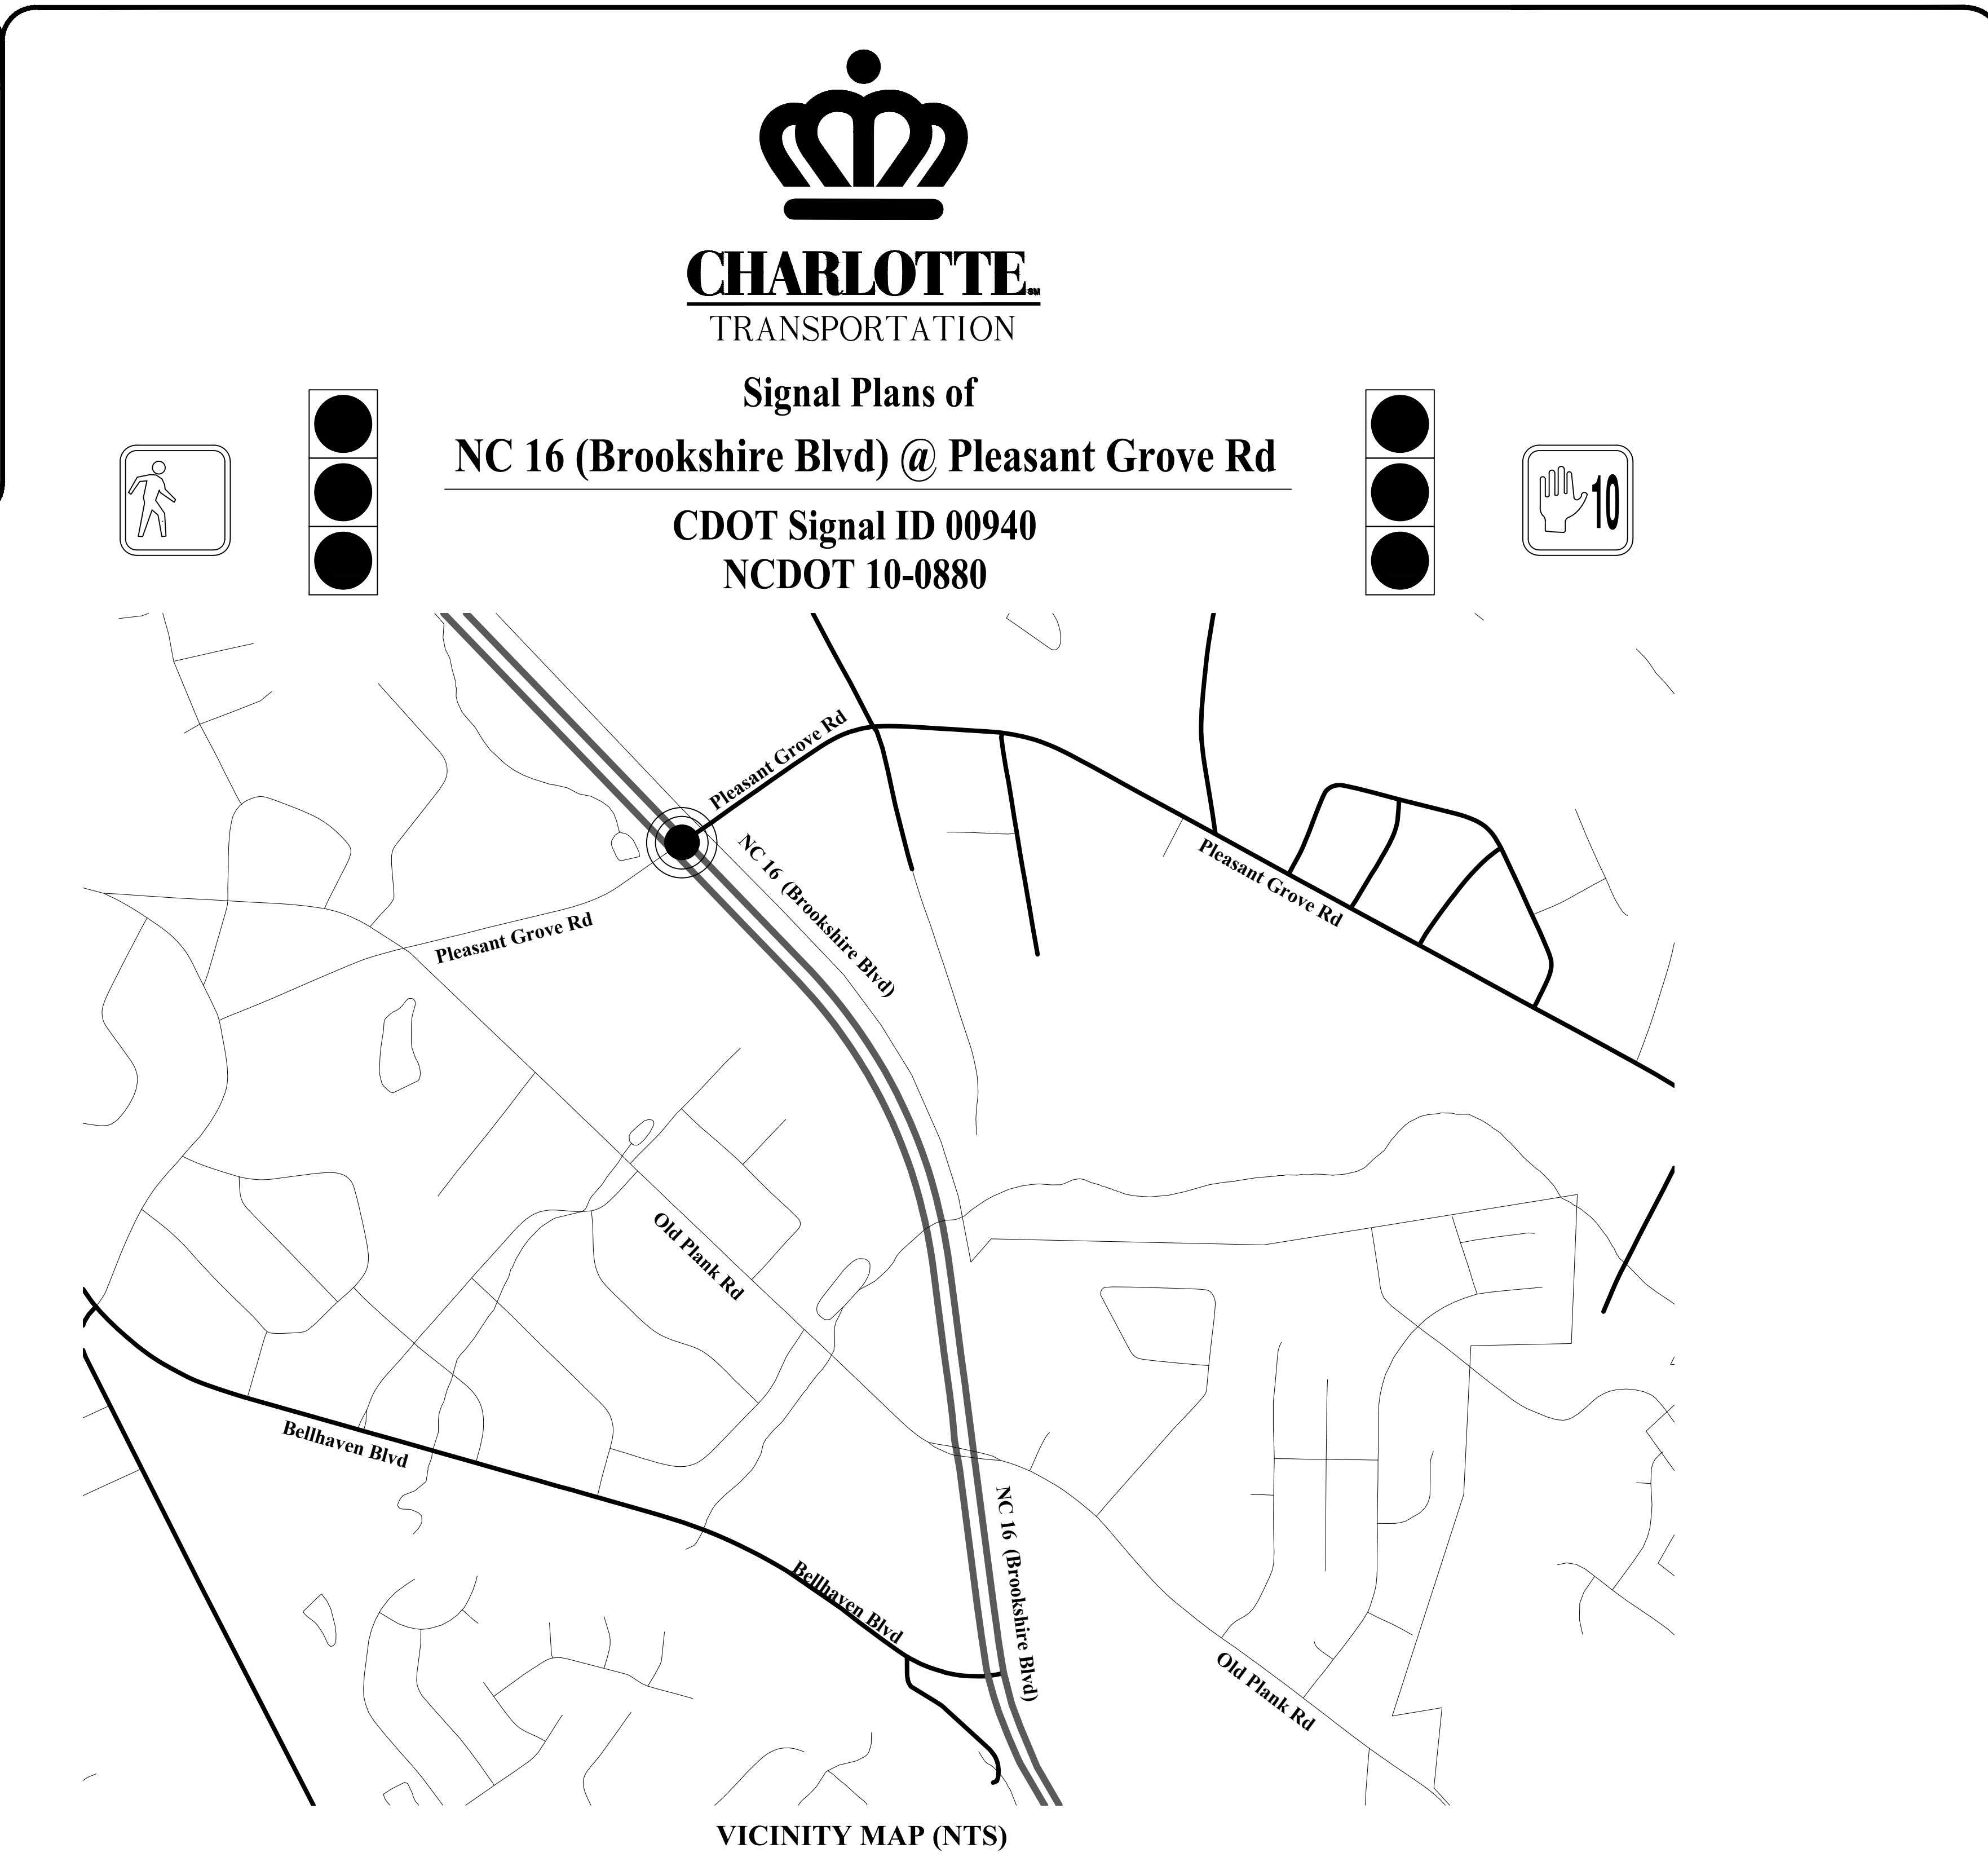 CHARLOTTE SM
TRANSPORTATION
Signal Plans of
NC 16 (Brookshire Blvd) @ Pleasant Grove Rd
CDOT Signal ID 00940
NCDOT 10-0880
10
Pleasant Grove Rd
NC 16 (Brookshire Blvd)
Pleasant Grove Rd
Pleasant Grove Rd
Old Plank Rd
Bellhaven Blvd
NC 16 (Brookshire Blvd)
Bellhaven Blvd
Old Plank Rd
VICINITY MAP (NTS)